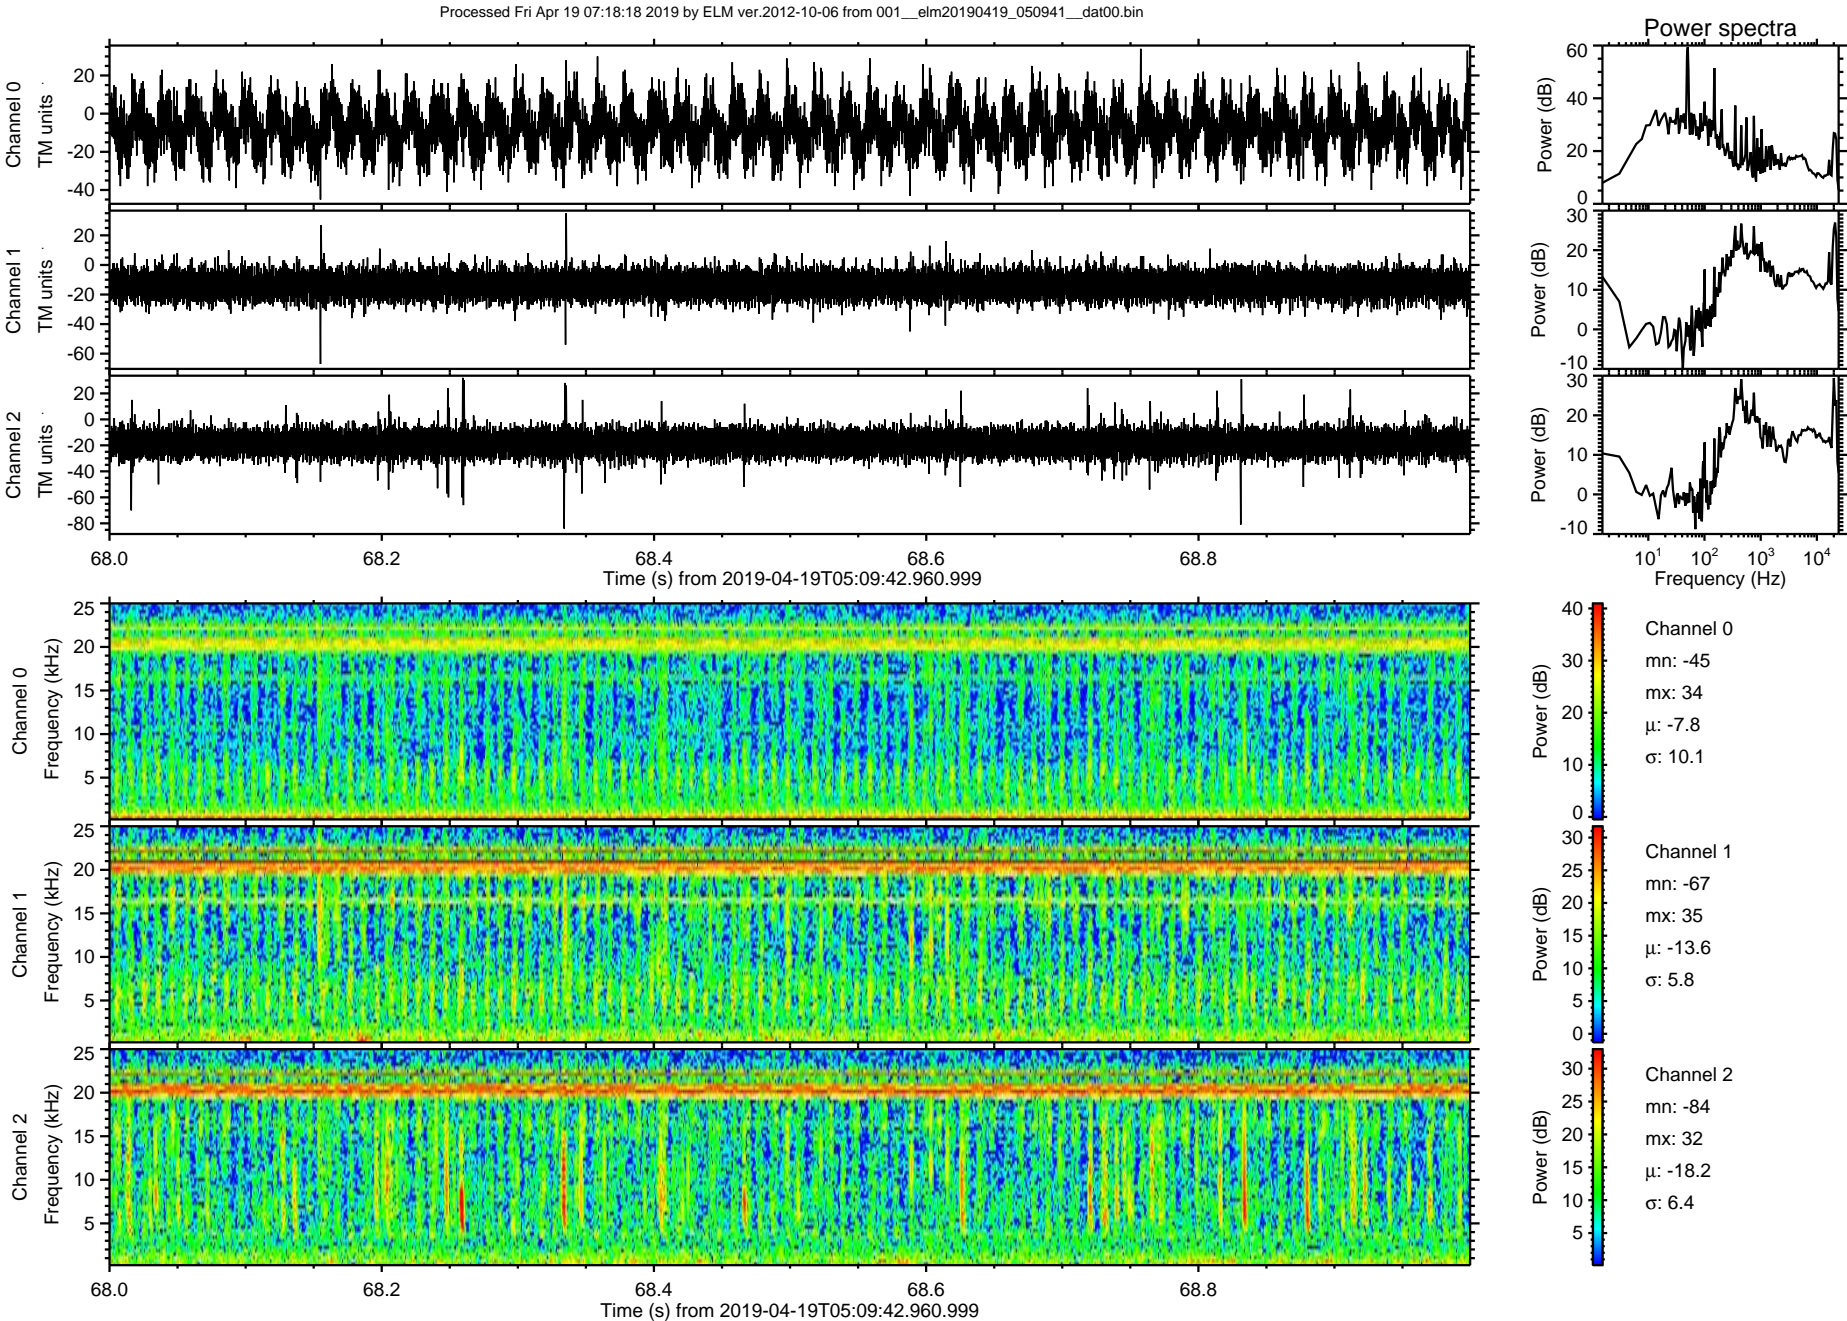 Processed Fri Apr 19 07:18:18 2019 by ELM ver.2012-10-06 from 001__elm20190419_050941__dat00.bin
Power spectra
Channel 0
TM units
20
0
-20
-40
Power (dB)
60
40
20
0
Channel 1
TM units
20
0
-20
-40
-60
Power (dB)
30
20
10
0
-10
Channel 2
TM units
20
0
-20
-40
-60
-80
Power (dB)
30
20
10
0
-10
68.0 68.2 68.4 68.6 68.8
Time (s) from 2019-04-19T05:09:42.960.999
10^1 10^2 10^3 10^4
Frequency (Hz)
Channel 0
Frequency (kHz)
25
20
15
10
5
Power (dB)
40
30
20
10
0
Channel 0
mn: -45
mx: 34
μ: -7.8
σ: 10.1
Channel 1
Frequency (kHz)
25
20
15
10
5
Power (dB)
30
25
20
15
10
5
0
Channel 1
mn: -67
mx: 35
μ: -13.6
σ: 5.8
Channel 2
Frequency (kHz)
25
20
15
10
5
Power (dB)
30
25
20
15
10
5
Channel 2
mn: -84
mx: 32
μ: -18.2
σ: 6.4
68.0 68.2 68.4 68.6 68.8
Time (s) from 2019-04-19T05:09:42.960.999